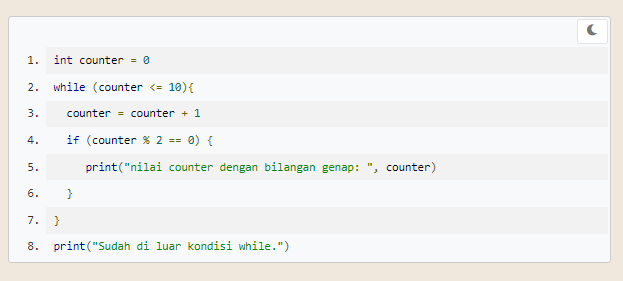 1. int counter = 0
2. while (counter <= 10){
3.   counter = counter + 1
4.   if (counter % 2 == 0) {
5.      print("nilai counter dengan bilangan genap: ", counter)
6.   }
7. }
8. print("Sudah di luar kondisi while.")